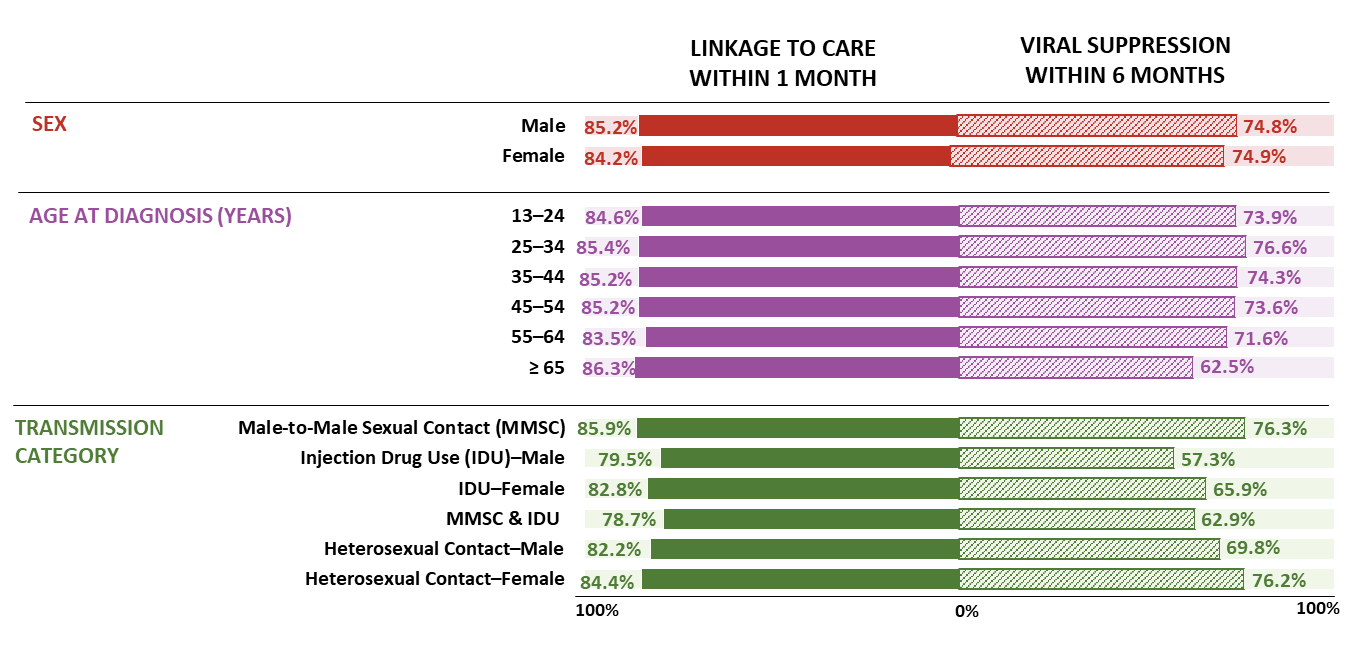 LINKAGE TO CARE
WITHIN 1 MONTH
VIRAL SUPPRESSION
WITHIN 6 MONTHS
SEX
Male 85.2% 74.8%
Female 84.2% 74.9%
AGE AT DIAGNOSIS (YEARS)
13–24 84.6% 73.9%
25–34 85.4% 76.6%
35–44 85.2% 74.3%
45–54 85.2% 73.6%
55–64 83.5% 71.6%
≥ 65 86.3% 62.5%
TRANSMISSION
CATEGORY
Male-to-Male Sexual Contact (MMSC) 85.9% 76.3%
Injection Drug Use (IDU)–Male 79.5% 57.3%
IDU–Female 82.8% 65.9%
MMSC & IDU 78.7% 62.9%
Heterosexual Contact–Male 82.2% 69.8%
Heterosexual Contact–Female 84.4% 76.2%
100% 0% 100%